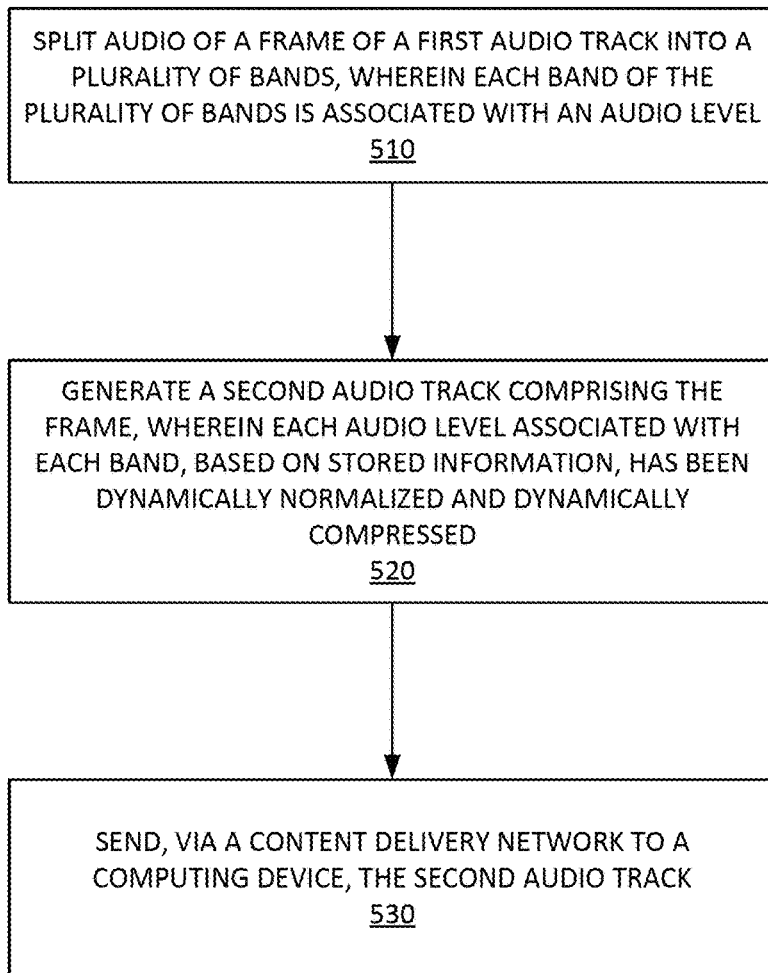 SPLIT AUDIO OF A FRAME OF A FIRST AUDIO TRACK INTO A
PLURALITY OF BANDS, WHEREIN EACH BAND OF THE
PLURALITY OF BANDS IS ASSOCIATED WITH AN AUDIO LEVEL
510
GENERATE A SECOND AUDIO TRACK COMPRISING THE
FRAME, WHEREIN EACH AUDIO LEVEL ASSOCIATED WITH
EACH BAND, BASED ON STORED INFORMATION, HAS BEEN
DYNAMICALLY NORMALIZED AND DYNAMICALLY
COMPRESSED
520
SEND, VIA A CONTENT DELIVERY NETWORK TO A
COMPUTING DEVICE, THE SECOND AUDIO TRACK
530